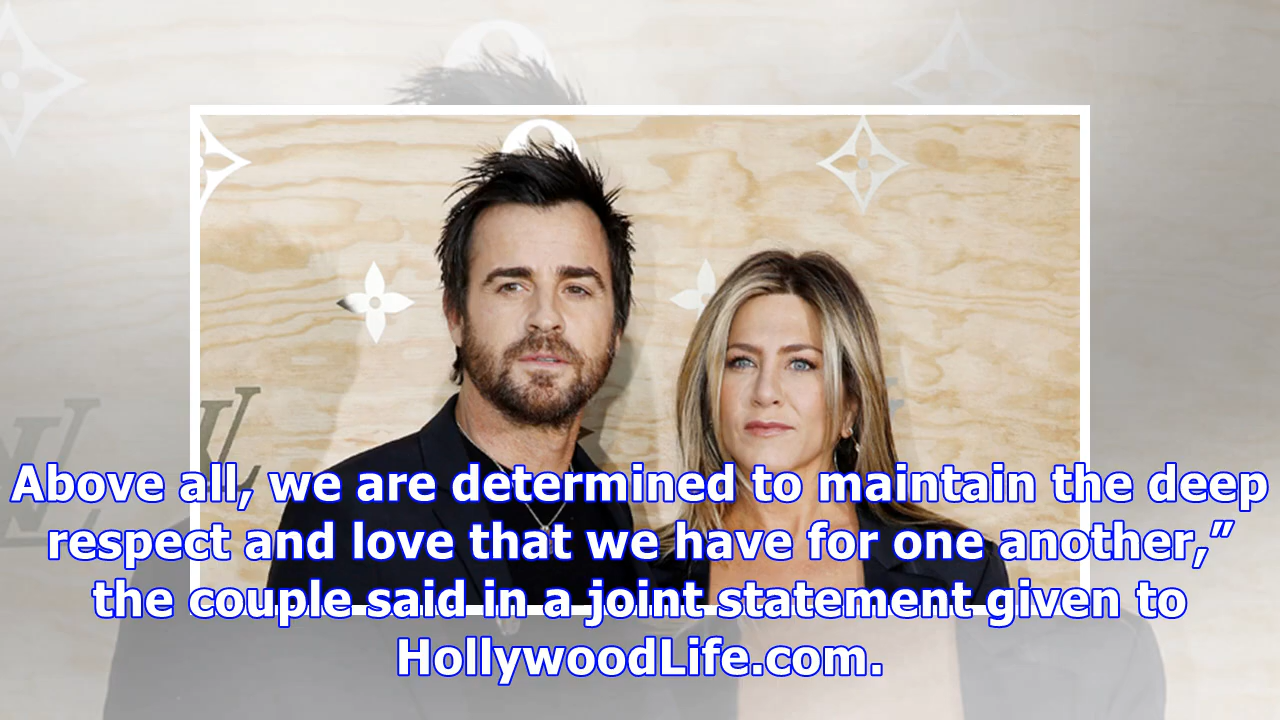 Above all, we are determined to maintain the deep
respect and love that we have for one another,”
the couple said in a joint statement given to
HollywoodLife.com.